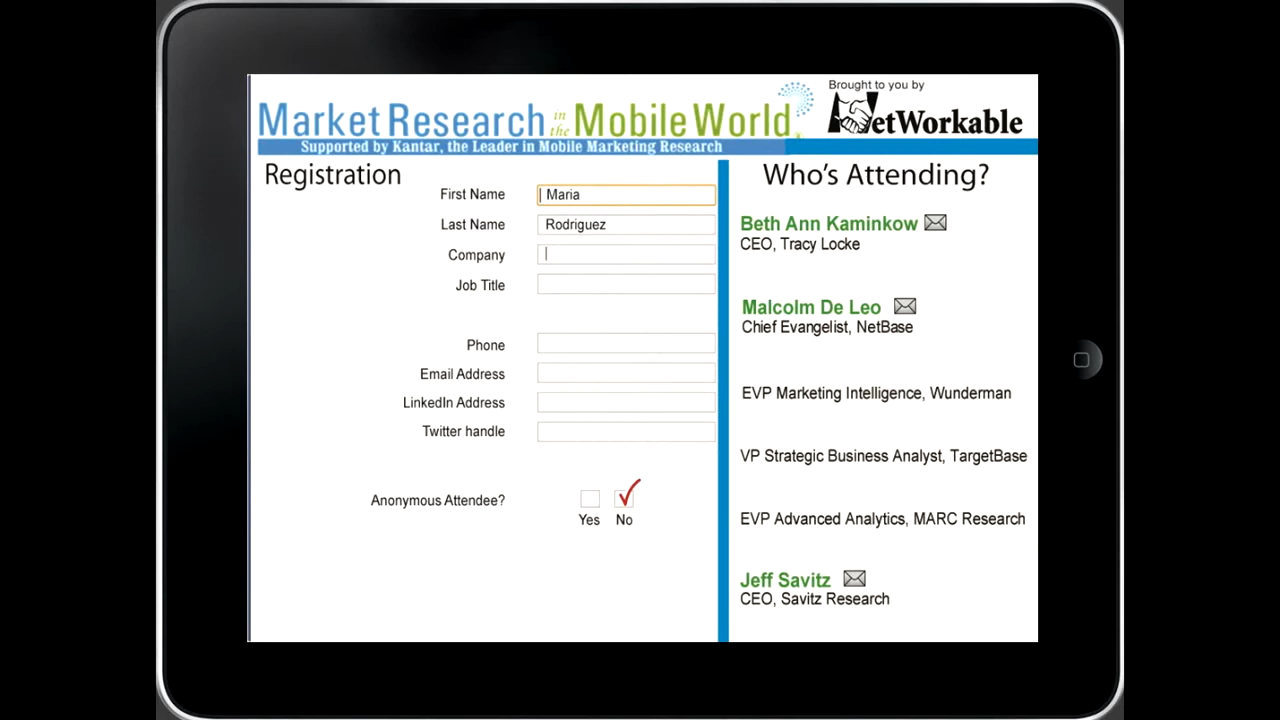 Brought to you by
Market Research in the Mobile World
NetWorkable
Supported by Kantar, the Leader in Mobile Marketing Research
Registration
First Name Maria
Last Name Rodriguez
Company
Job Title
Phone
Email Address
LinkedIn Address
Twitter handle
Anonymous Attendee?
Yes No
Who's Attending?
Beth Ann Kaminkow
CEO, Tracy Locke
Malcolm De Leo
Chief Evangelist, NetBase
EVP Marketing Intelligence, Wunderman
VP Strategic Business Analyst, TargetBase
EVP Advanced Analytics, MARC Research
Jeff Savitz
CEO, Savitz Research